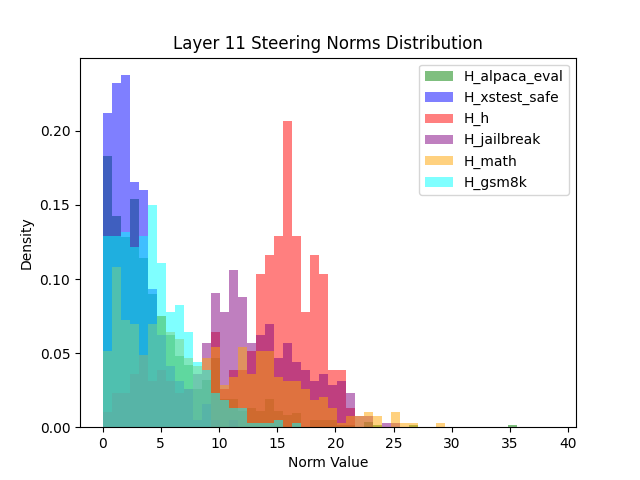 Layer 11 Steering Norms Distribution
H_alpaca_eval
H_xstest_safe
H_h
H_jailbreak
H_math
H_gsm8k
0.20
0.15
0.10
0.05
0.00
Density
0 5 10 15 20 25 30 35 40
Norm Value